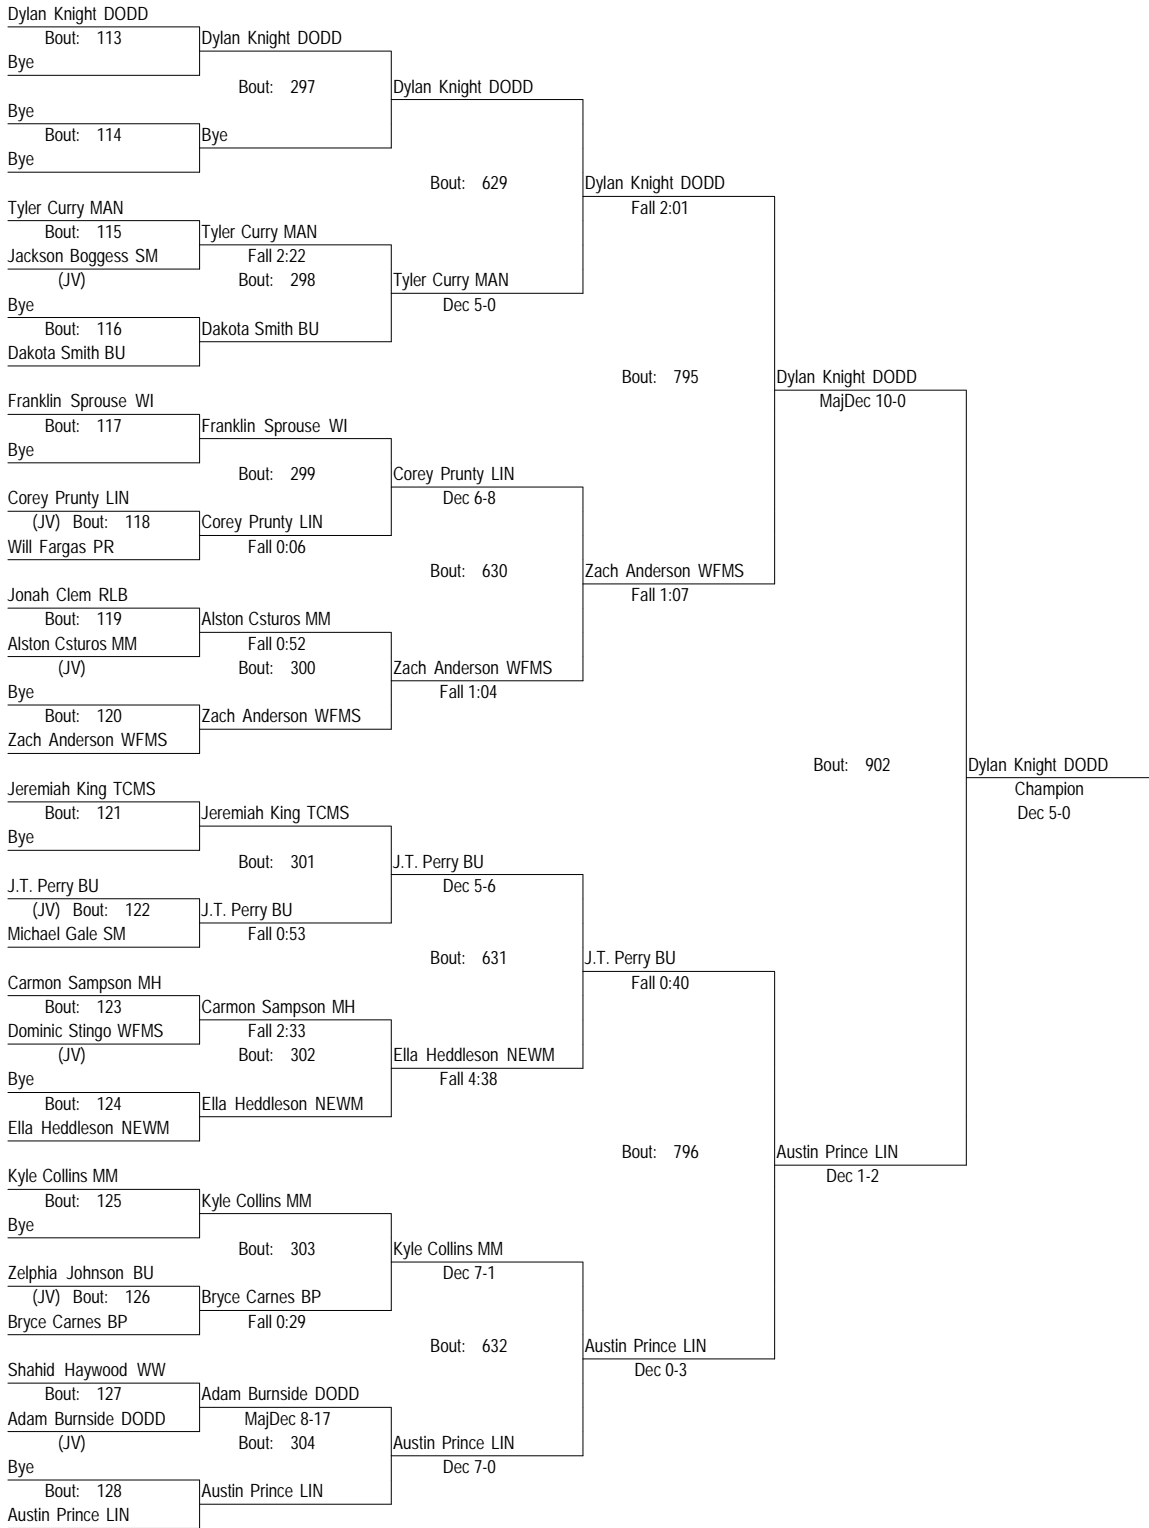 Dylan Knight DODD
Bout: 113
Dylan Knight DODD
Bye
Bout: 297
Dylan Knight DODD
Bye
Bout: 114
Bye
Bye
Bout: 629
Dylan Knight DODD
Fall 2:01
Tyler Curry MAN
Bout: 115
Tyler Curry MAN
Jackson Boggess SM
Fall 2:22
(JV)
Bout: 298
Tyler Curry MAN
Dec 5-0
Bye
Bout: 116
Dakota Smith BU
Dakota Smith BU
Bout: 795
Dylan Knight DODD
MajDec 10-0
Franklin Sprouse WI
Bout: 117
Franklin Sprouse WI
Bye
Bout: 299
Corey Prunty LIN
Dec 6-8
Corey Prunty LIN
(JV) Bout: 118
Corey Prunty LIN
Will Fargas PR
Fall 0:06
Bout: 630
Zach Anderson WFMS
Fall 1:07
Jonah Clem RLB
Bout: 119
Alston Csturos MM
Alston Csturos MM
Fall 0:52
(JV)
Bout: 300
Zach Anderson WFMS
Fall 1:04
Bye
Bout: 120
Zach Anderson WFMS
Zach Anderson WFMS
Bout: 902
Dylan Knight DODD
Champion
Dec 5-0
Jeremiah King TCMS
Bout: 121
Jeremiah King TCMS
Bye
Bout: 301
J.T. Perry BU
Dec 5-6
J.T. Perry BU
(JV) Bout: 122
J.T. Perry BU
Michael Gale SM
Fall 0:53
Bout: 631
J.T. Perry BU
Fall 0:40
Carmon Sampson MH
Bout: 123
Carmon Sampson MH
Dominic Stingo WFMS
Fall 2:33
(JV)
Bout: 302
Ella Heddleson NEWM
Fall 4:38
Bye
Bout: 124
Ella Heddleson NEWM
Ella Heddleson NEWM
Bout: 796
Austin Prince LIN
Dec 1-2
Kyle Collins MM
Bout: 125
Kyle Collins MM
Bye
Bout: 303
Kyle Collins MM
Dec 7-1
Zelphia Johnson BU
(JV) Bout: 126
Bryce Carnes BP
Bryce Carnes BP
Fall 0:29
Bout: 632
Austin Prince LIN
Dec 0-3
Shahid Haywood WW
Bout: 127
Adam Burnside DODD
Adam Burnside DODD
MajDec 8-17
(JV)
Bout: 304
Austin Prince LIN
Dec 7-0
Bye
Bout: 128
Austin Prince LIN
Austin Prince LIN